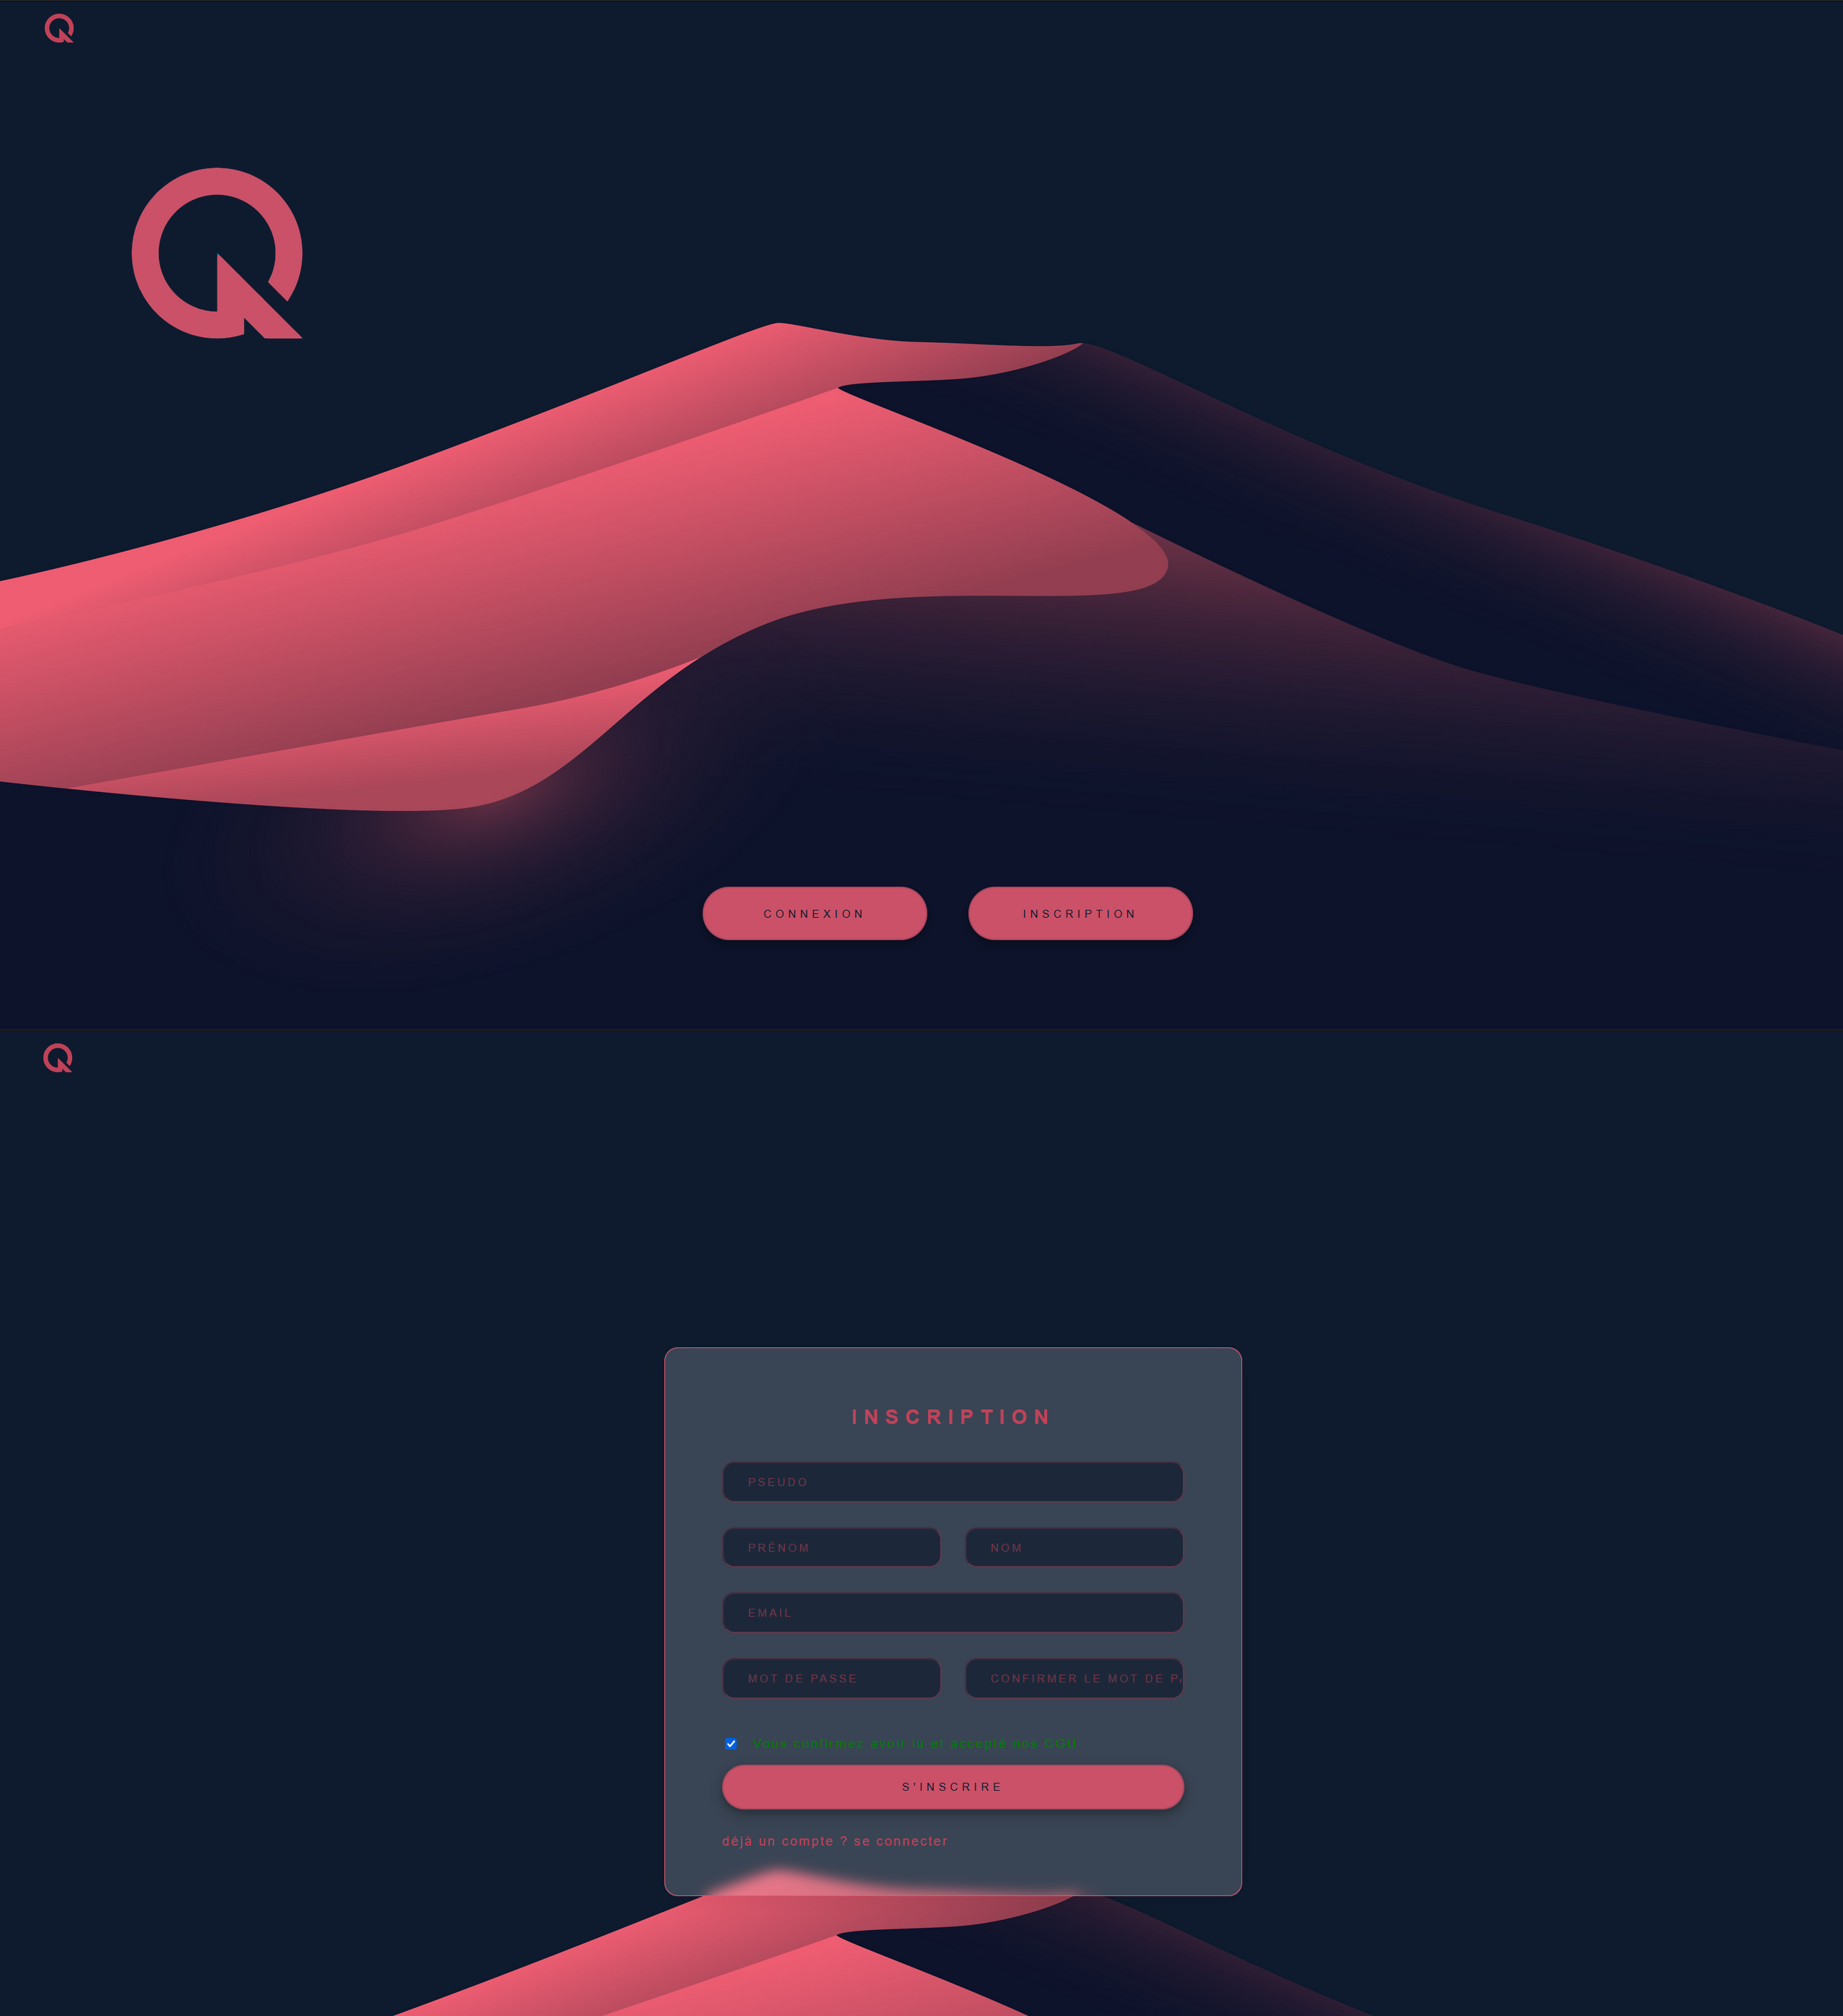 CONNEXION
INSCRIPTION
INSCRIPTION
PSEUDO
PRÉNOM
NOM
EMAIL
MOT DE PASSE
CONFIRMER LE MOT DE PA
Vous confirmez avoir lu et accepté nos CGU
S'INSCRIRE
déjà un compte ? se connecter